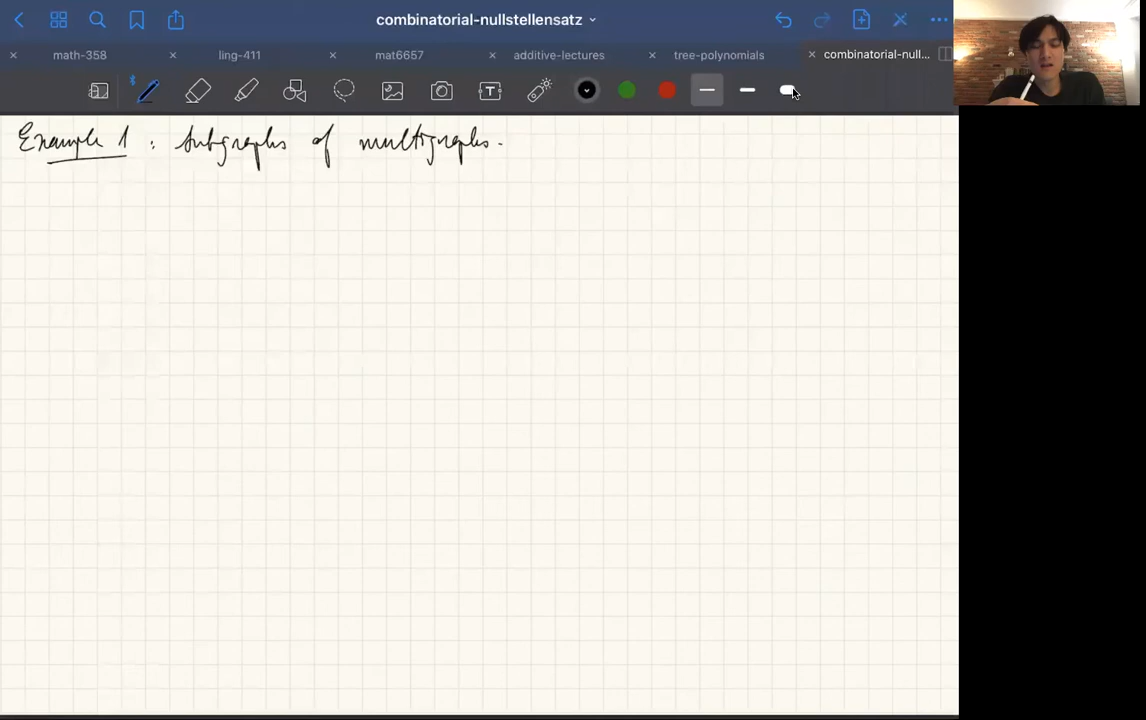 combinatorial-nullstellensatz
math-358
ling-411
mat6657
additive-lectures
tree-polynomials
combinatorial-null...
T
Example 1 : Subgraphs of multigraphs.